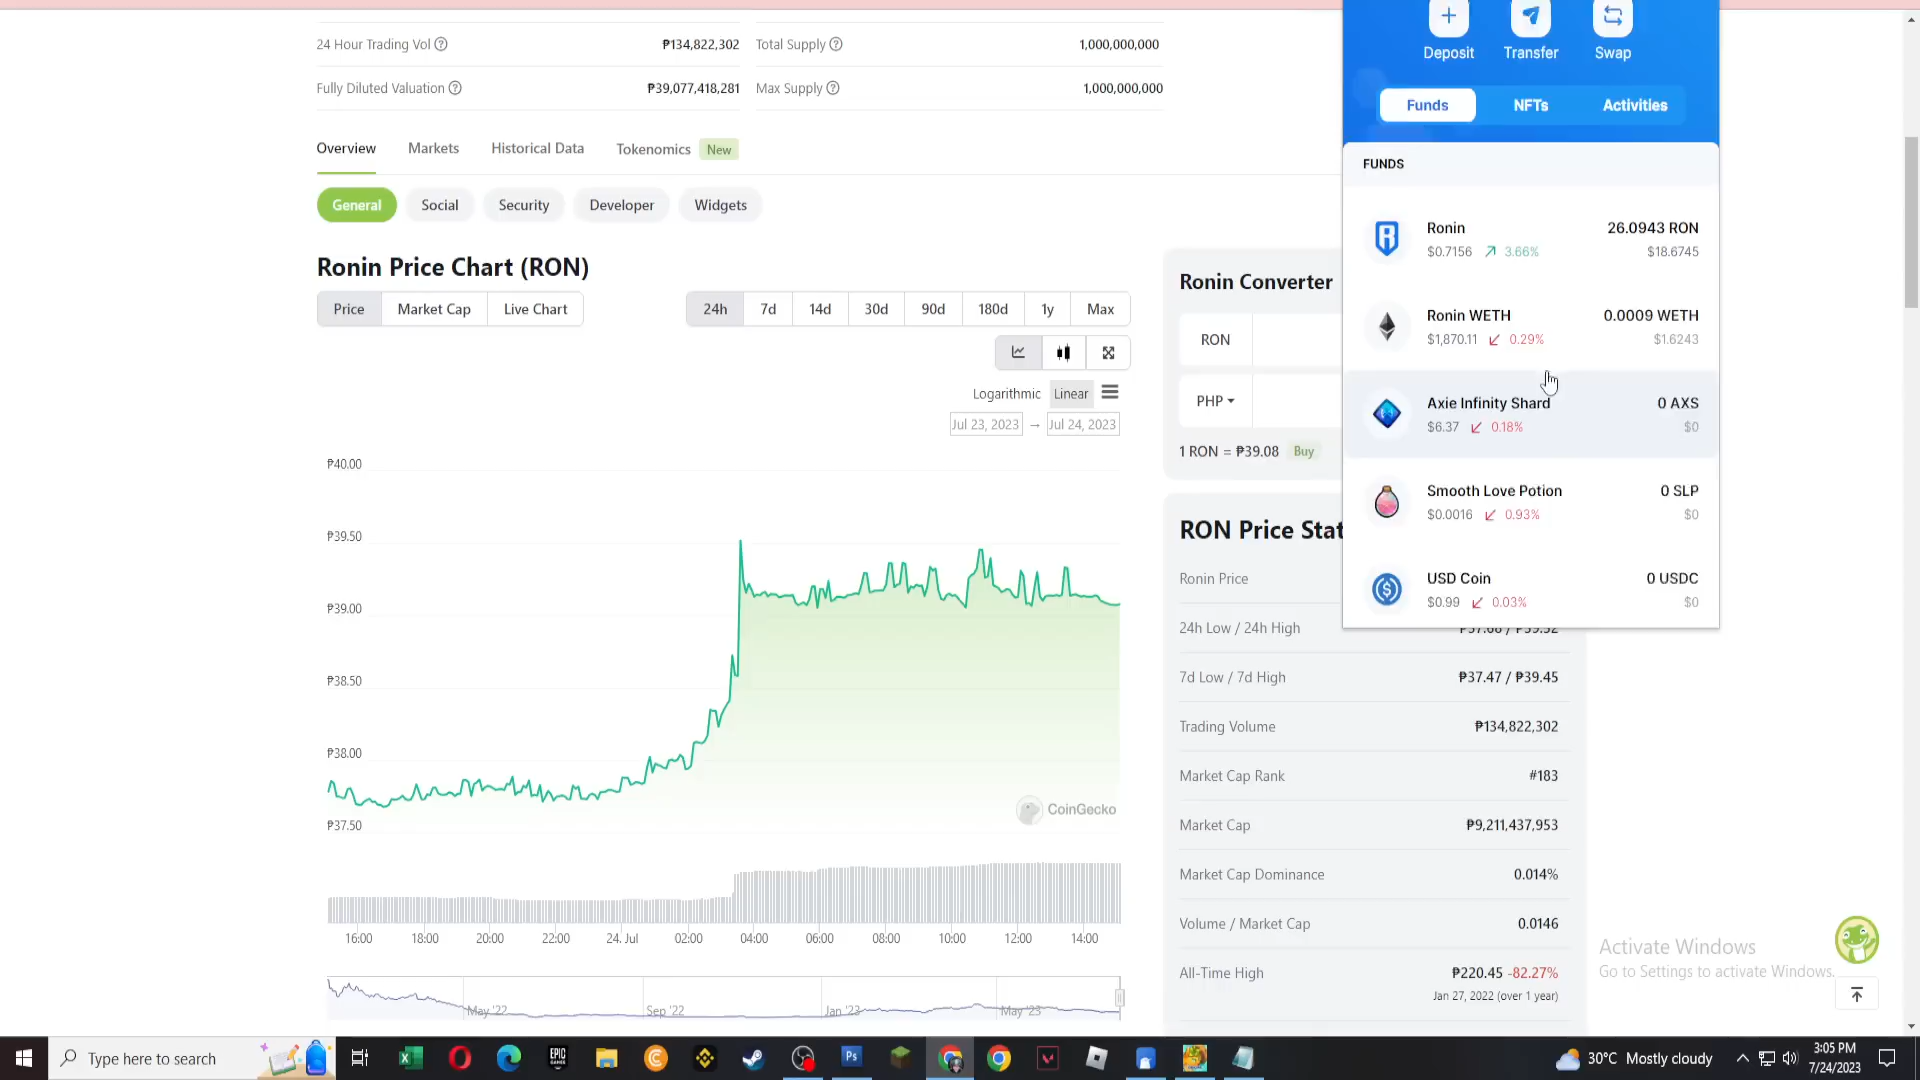 24 Hour Trading Vol ₱134,822,302 Total Supply 1,000,000,000
Fully Diluted Valuation ₱39,077,418,281 Max Supply 1,000,000,000
Overview Markets Historical Data Tokenomics New
General Social Security Developer Widgets
Ronin Price Chart (RON)
Price Market Cap Live Chart
24h 7d 14d 30d 90d 180d 1y Max
Logarithmic Linear
Jul 23, 2023 → Jul 24, 2023
₱40.00
₱39.50
₱39.00
₱38.50
₱38.00
₱37.50
CoinGecko
16:00 18:00 20:00 22:00 24. Jul 02:00 04:00 06:00 08:00 10:00 12:00 14:00
May '22 Sep '22 Jan '23 May '23
Ronin Converter
RON
PHP
1 RON = ₱39.08 Buy
RON Price Stat
Ronin Price
24h Low / 24h High ₱37.68 / ₱39.52
7d Low / 7d High ₱37.47 / ₱39.45
Trading Volume ₱134,822,302
Market Cap Rank #183
Market Cap ₱9,211,437,953
Market Cap Dominance 0.014%
Volume / Market Cap 0.0146
All-Time High ₱220.45 -82.27%
Jan 27, 2022 (over 1 year)
Deposit Transfer Swap
Funds NFTs Activities
FUNDS
Ronin 26.0943 RON
$0.7156 3.66% $18.6745
Ronin WETH 0.0009 WETH
$1,870.11 0.29% $1.6243
Axie Infinity Shard 0 AXS
$6.37 0.18% $0
Smooth Love Potion 0 SLP
$0.0016 0.93% $0
USD Coin 0 USDC
$0.99 0.03% $0
Activate Windows
Go to Settings to activate Windows.
Type here to search
EPIC GAMES
Ps
30°C Mostly cloudy
3:05 PM
7/24/2023